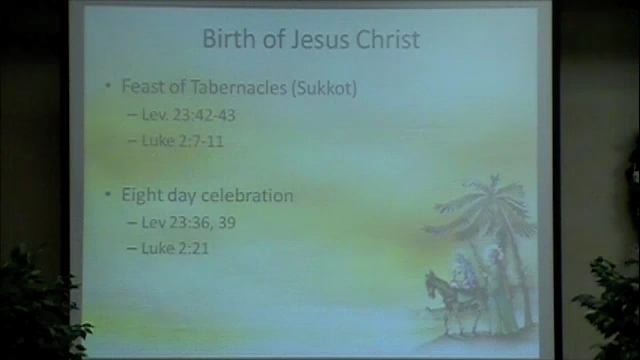 Birth of Jesus Christ
• Feast of Tabernacles (Sukkot)
– Lev. 23:42-43
– Luke 2:7-11
• Eight day celebration
– Lev 23:36, 39
– Luke 2:21